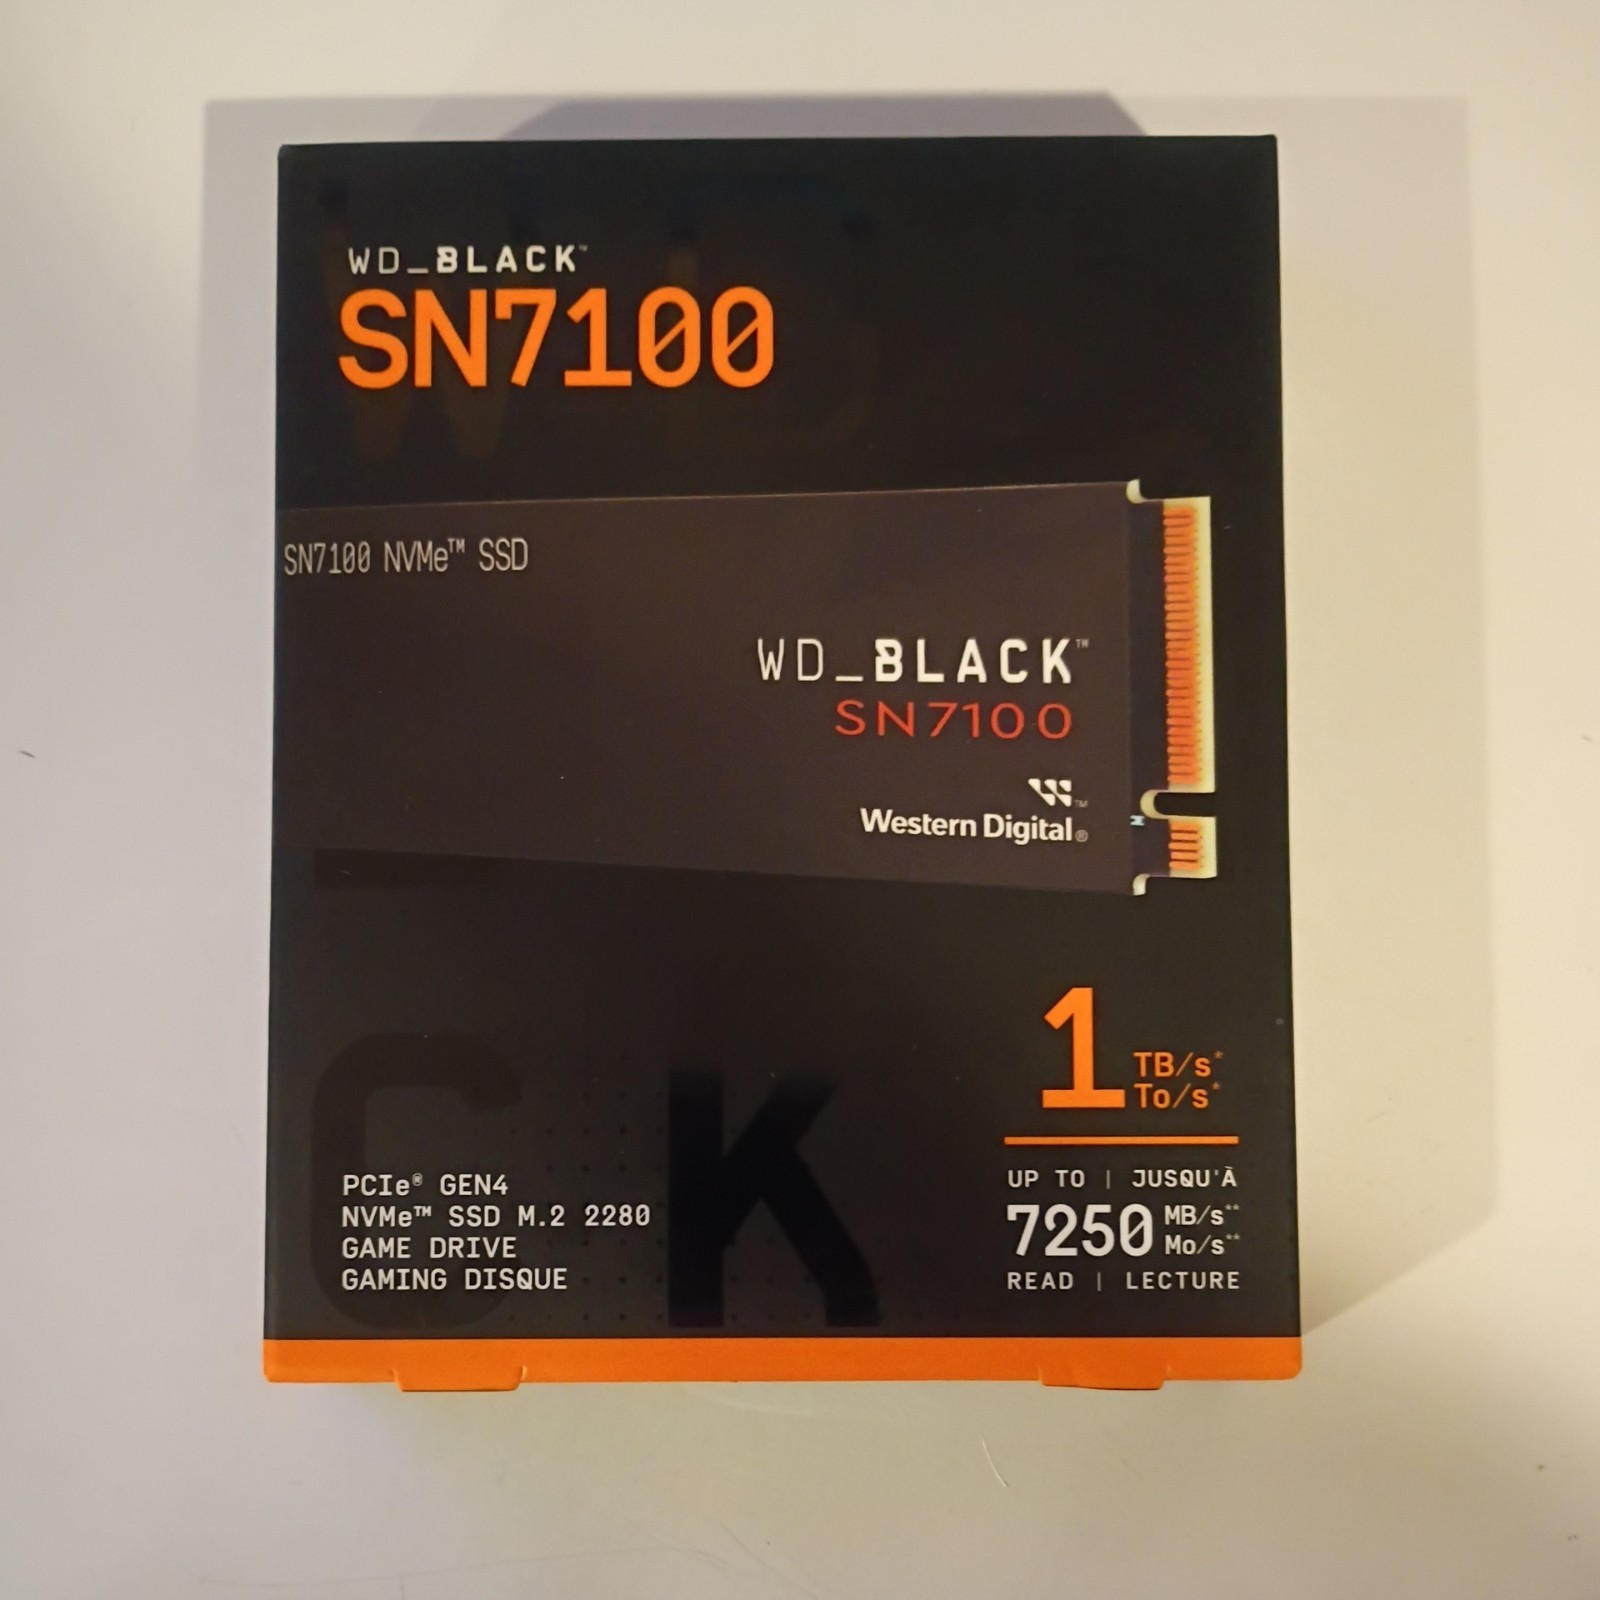 WD_BLACK™
SN7100
SN7100 NVMe™ SSD
WD_BLACK™
SN7100
Western Digital®
1 TB/s*
To/s*
PCIe® GEN4
NVMe™ SSD M.2 2280
GAME DRIVE
GAMING DISQUE
UP TO | JUSQU'À
7250 MB/s**
Mo/s**
READ | LECTURE